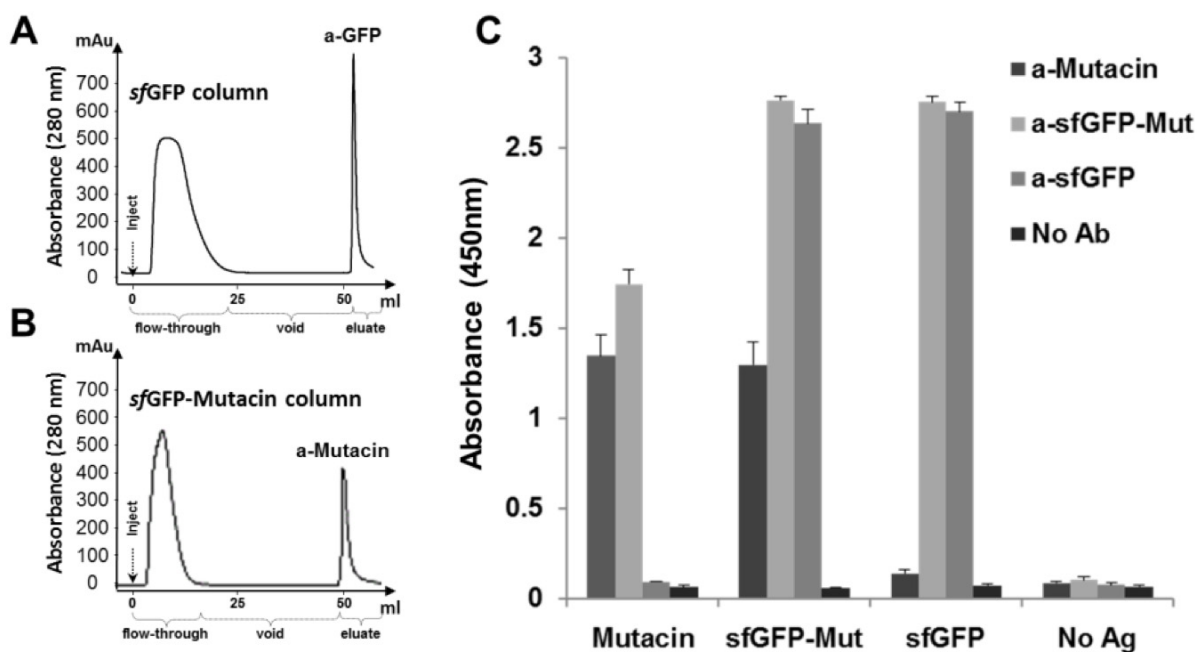 A
mAu
a-GFP
700
600
500
400
300
200
100
0
Absorbance (280 nm)
sfGFP column
Inject
0
25
50
ml
flow-through
void
eluate
B
mAu
700
600
500
400
300
200
100
0
Absorbance (280 nm)
sfGFP-Mutacin column
a-Mutacin
Inject
0
25
50
ml
flow-through
void
eluate
C
3
2.5
2
1.5
1
0.5
0
Absorbance (450nm)
a-Mutacin
a-sfGFP-Mut
a-sfGFP
No Ab
Mutacin
sfGFP-Mut
sfGFP
No Ag